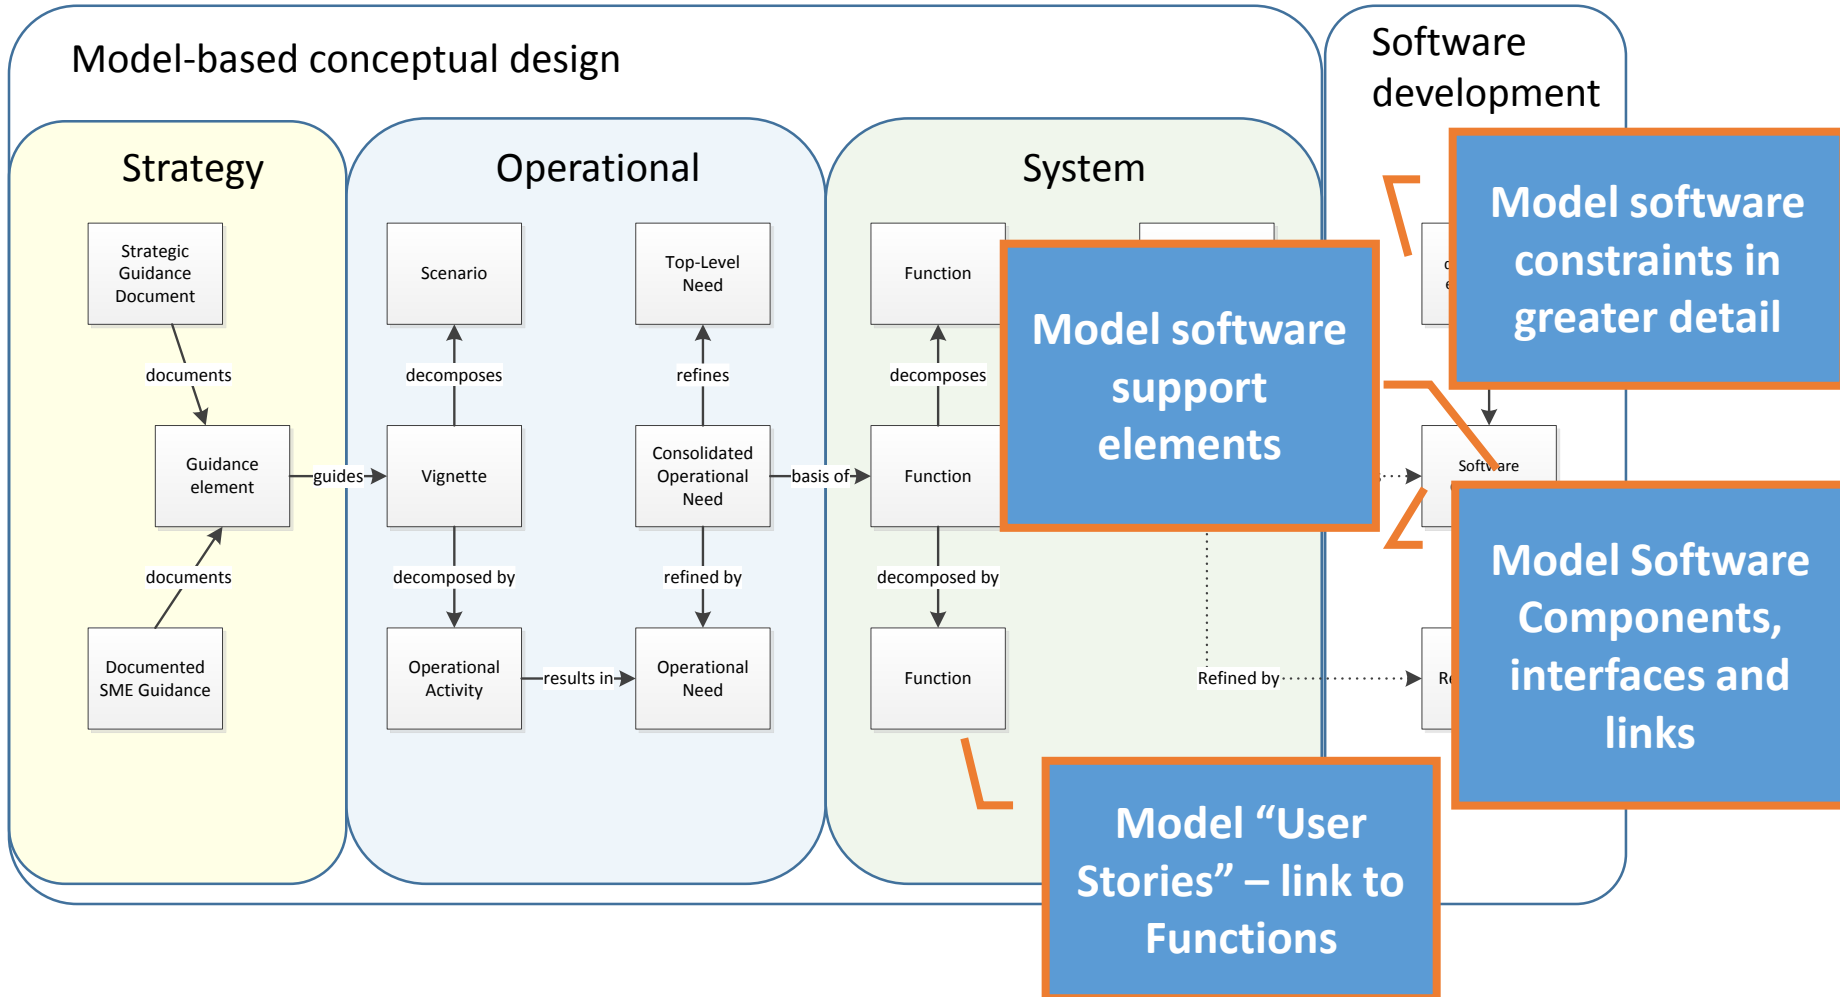 Model-based conceptual design
Software
development
Strategy
Operational
System
Strategic
Guidance
Document
Scenario
Top-Level
Need
Function
documents
decomposes
refines
decomposes
Guidance
element
guides
Vignette
Consolidated
Operational
Need
basis of
Function
Software
documents
decomposed by
refined by
decomposed by
Documented
SME Guidance
Operational
Activity
results in
Operational
Need
Function
Refined by
Model software
constraints in
greater detail
Model software
support
elements
Model Software
Components,
interfaces and
links
Model “User
Stories” – link to
Functions